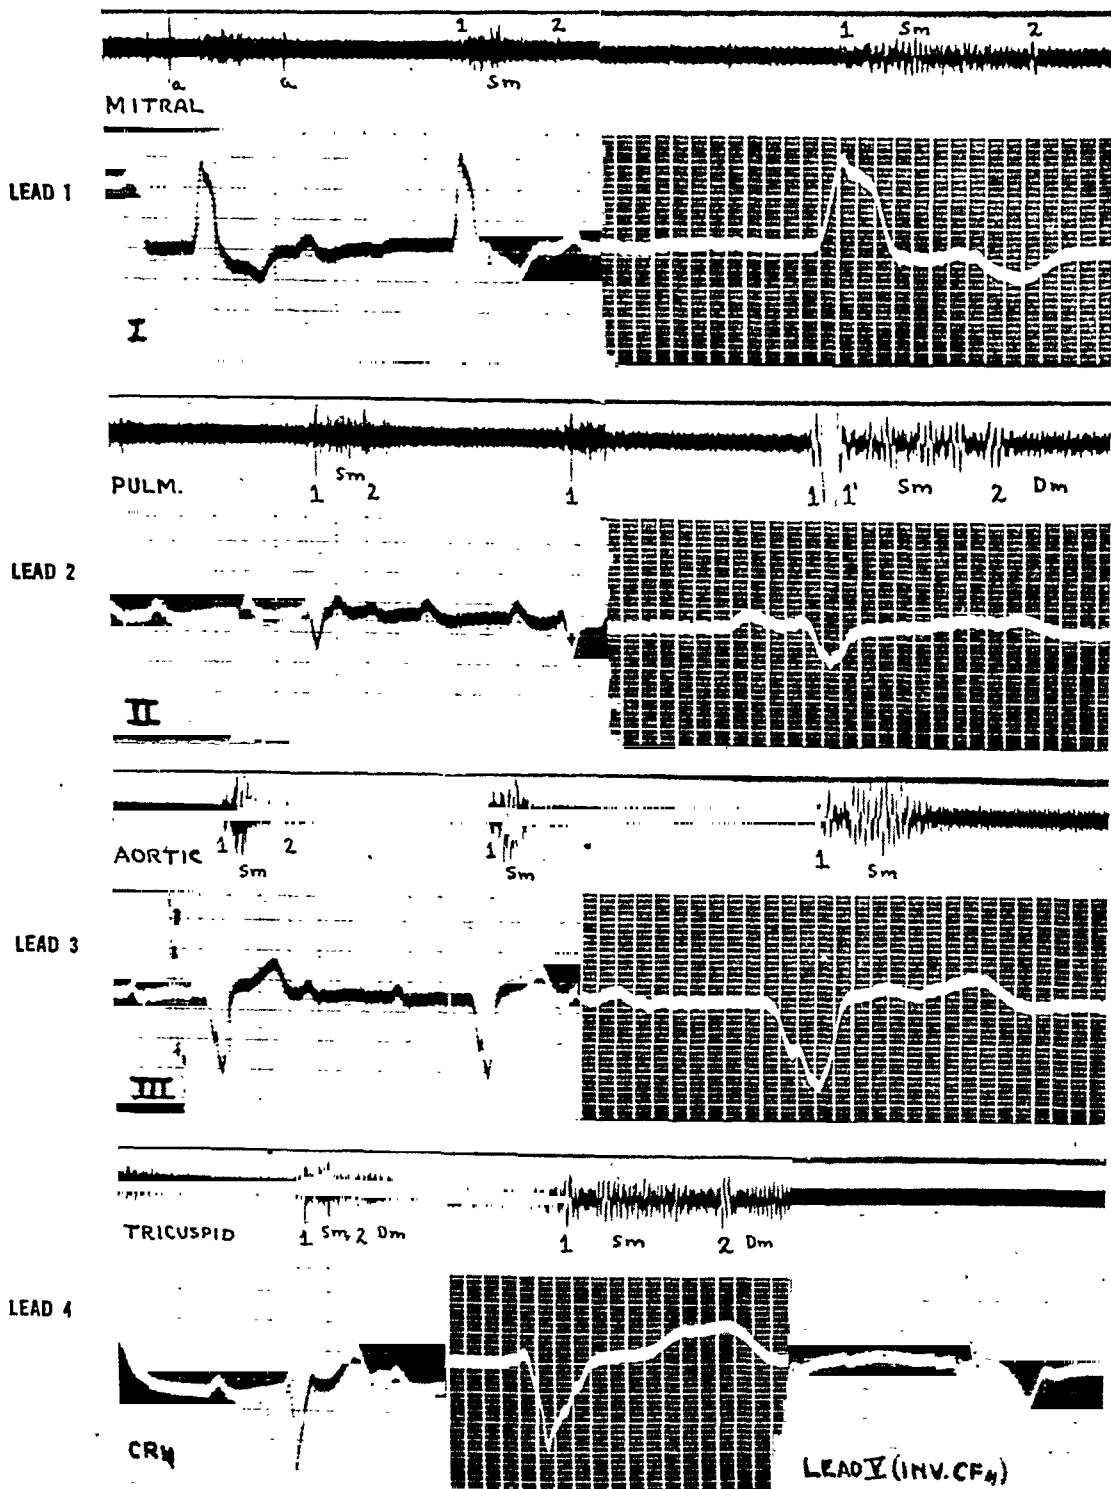 1 2 1 Sm 2
a a Sm
MITRAL
LEAD 1
I
Sm 2
PULM. 1 1 1 1' Sm 2 Dm
LEAD 2
II
1 2 1 1
AORTIC Sm Sm Sm
LEAD 3
III
TRICUSPID 1 Sm 2 Dm 1 Sm 2 Dm
LEAD 4
CR4 LEAD V (INV. CF4)